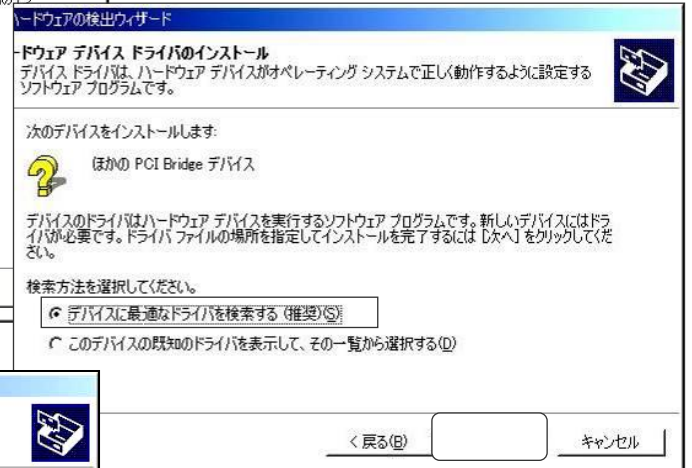 ハードウェアの検出ウィザード
ードウェア デバイス ドライバのインストール
デバイス ドライバは、ハードウェア デバイスがオペレーティング システムで正しく動作するように設定する
ソフトウェア プログラムです。
次のデバイスをインストールします:
ほかの PCI Bridge デバイス
デバイスのドライバはハードウェア デバイスを実行するソフトウェア プログラムです。新しいデバイスにはドラ
イバが必要です。ドライバ ファイルの場所を指定してインストールを完了するには [次へ] をクリックしてくだ
さい。
検索方法を選択してください。
デバイスに最適なドライバを検索する (推奨)(S)
このデバイスの既知のドライバを表示して、その一覧から選択する(D)
< 戻る(B)
キャンセル